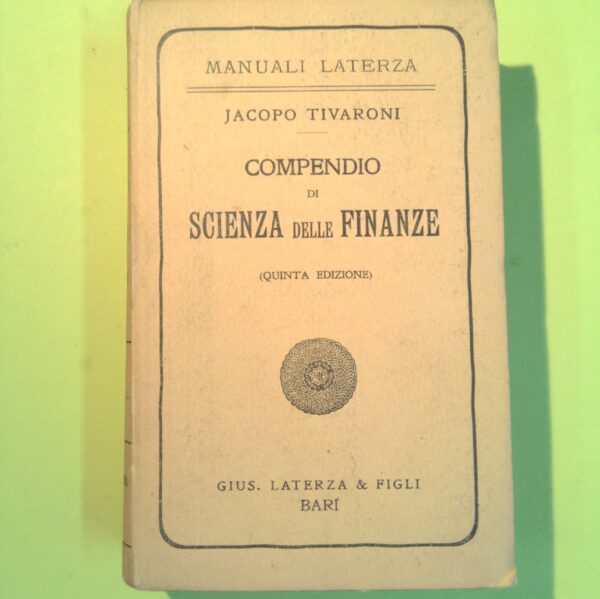 MANUALI LATERZA
JACOPO TIVARONI
COMPENDIO
DI
SCIENZA DELLE FINANZE
(QUINTA EDIZIONE)
GIUS. LATERZA & FIGLI
BARI